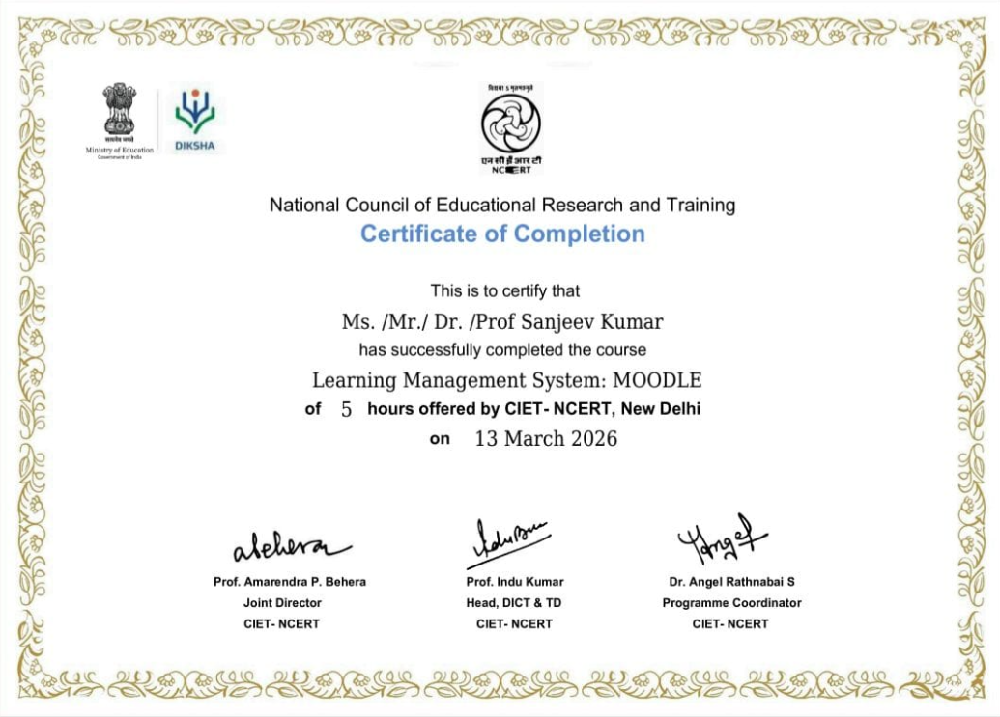 सत्यमेव जयते
Ministry of Education
Government of India
DIKSHA
विद्यया ऽ मृतमश्नुते
एन सी ई आर टी
NCERT
National Council of Educational Research and Training
Certificate of Completion
This is to certify that
Ms. /Mr./ Dr. /Prof Sanjeev Kumar
has successfully completed the course
Learning Management System: MOODLE
of 5 hours offered by CIET- NCERT, New Delhi
on 13 March 2026
Prof. Amarendra P. Behera
Joint Director
CIET- NCERT
Prof. Indu Kumar
Head, DICT & TD
CIET- NCERT
Dr. Angel Rathnabai S
Programme Coordinator
CIET- NCERT